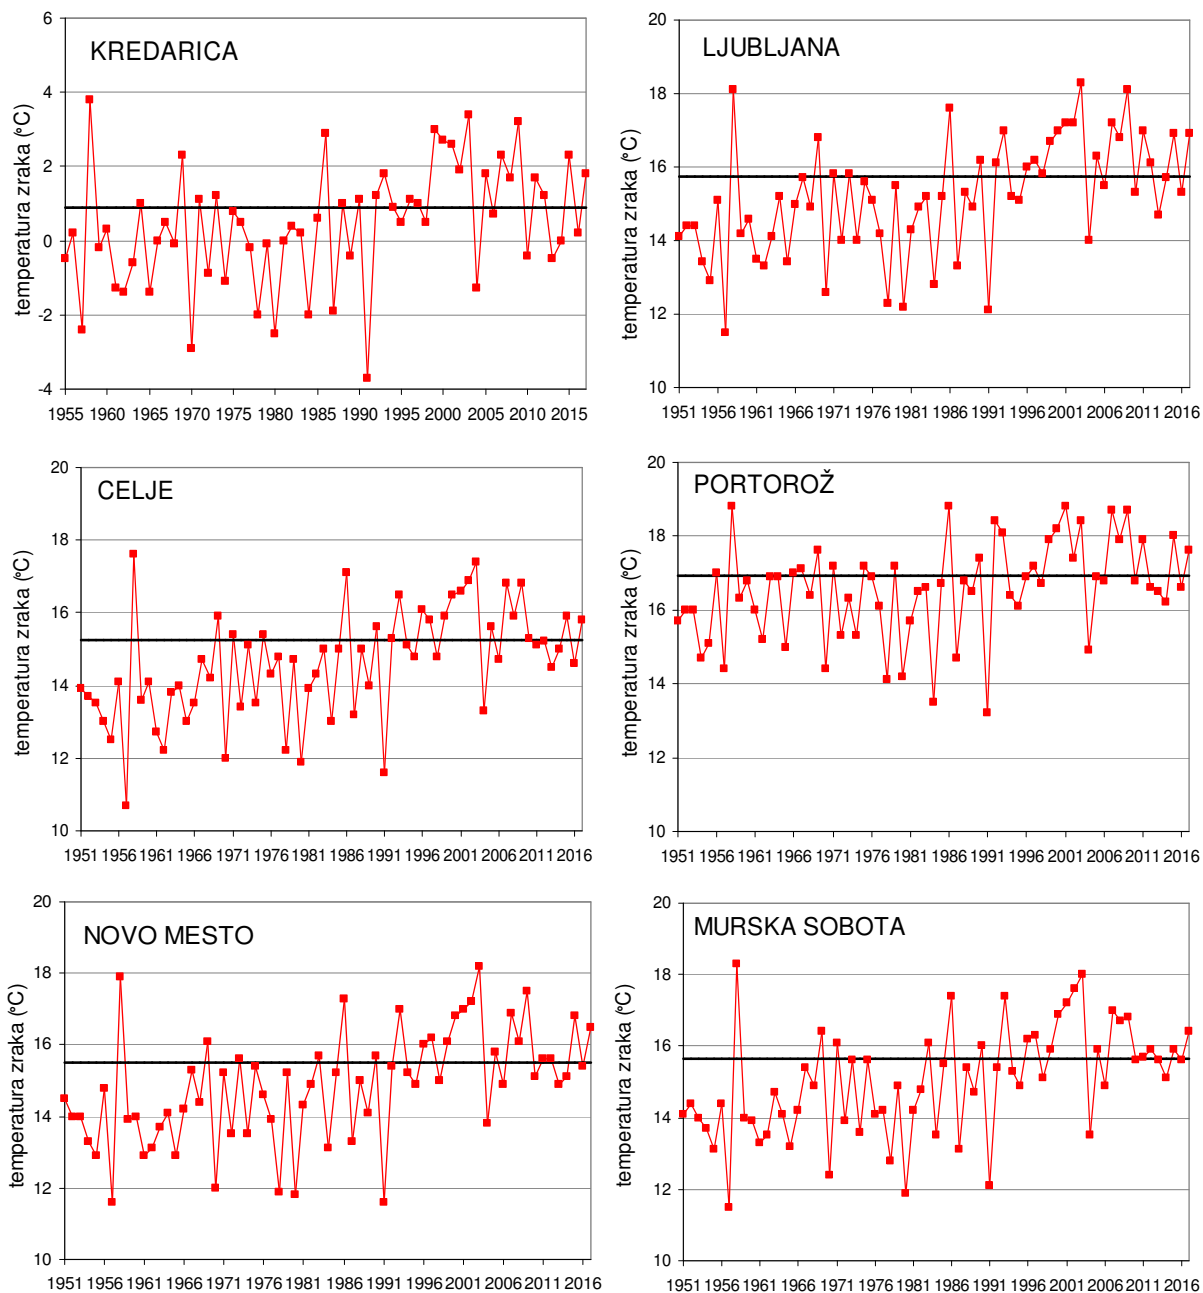 KREDARICA
temperatura zraka (°C)
6
4
2
0
-2
-4
1955 1960 1965 1970 1975 1980 1985 1990 1995 2000 2005 2010 2015
LJUBLJANA
temperatura zraka (°C)
20
18
16
14
12
10
1951 1956 1961 1966 1971 1976 1981 1986 1991 1996 2001 2006 2011 2016
CELJE
temperatura zraka (°C)
20
18
16
14
12
10
1951 1956 1961 1966 1971 1976 1981 1986 1991 1996 2001 2006 2011 2016
PORTOROŽ
temperatura zraka (°C)
20
18
16
14
12
10
1951 1956 1961 1966 1971 1976 1981 1986 1991 1996 2001 2006 2011 2016
NOVO MESTO
temperatura zraka (°C)
20
18
16
14
12
10
1951 1956 1961 1966 1971 1976 1981 1986 1991 1996 2001 2006 2011 2016
MURSKA SOBOTA
temperatura zraka (°C)
20
18
16
14
12
10
1951 1956 1961 1966 1971 1976 1981 1986 1991 1996 2001 2006 2011 2016